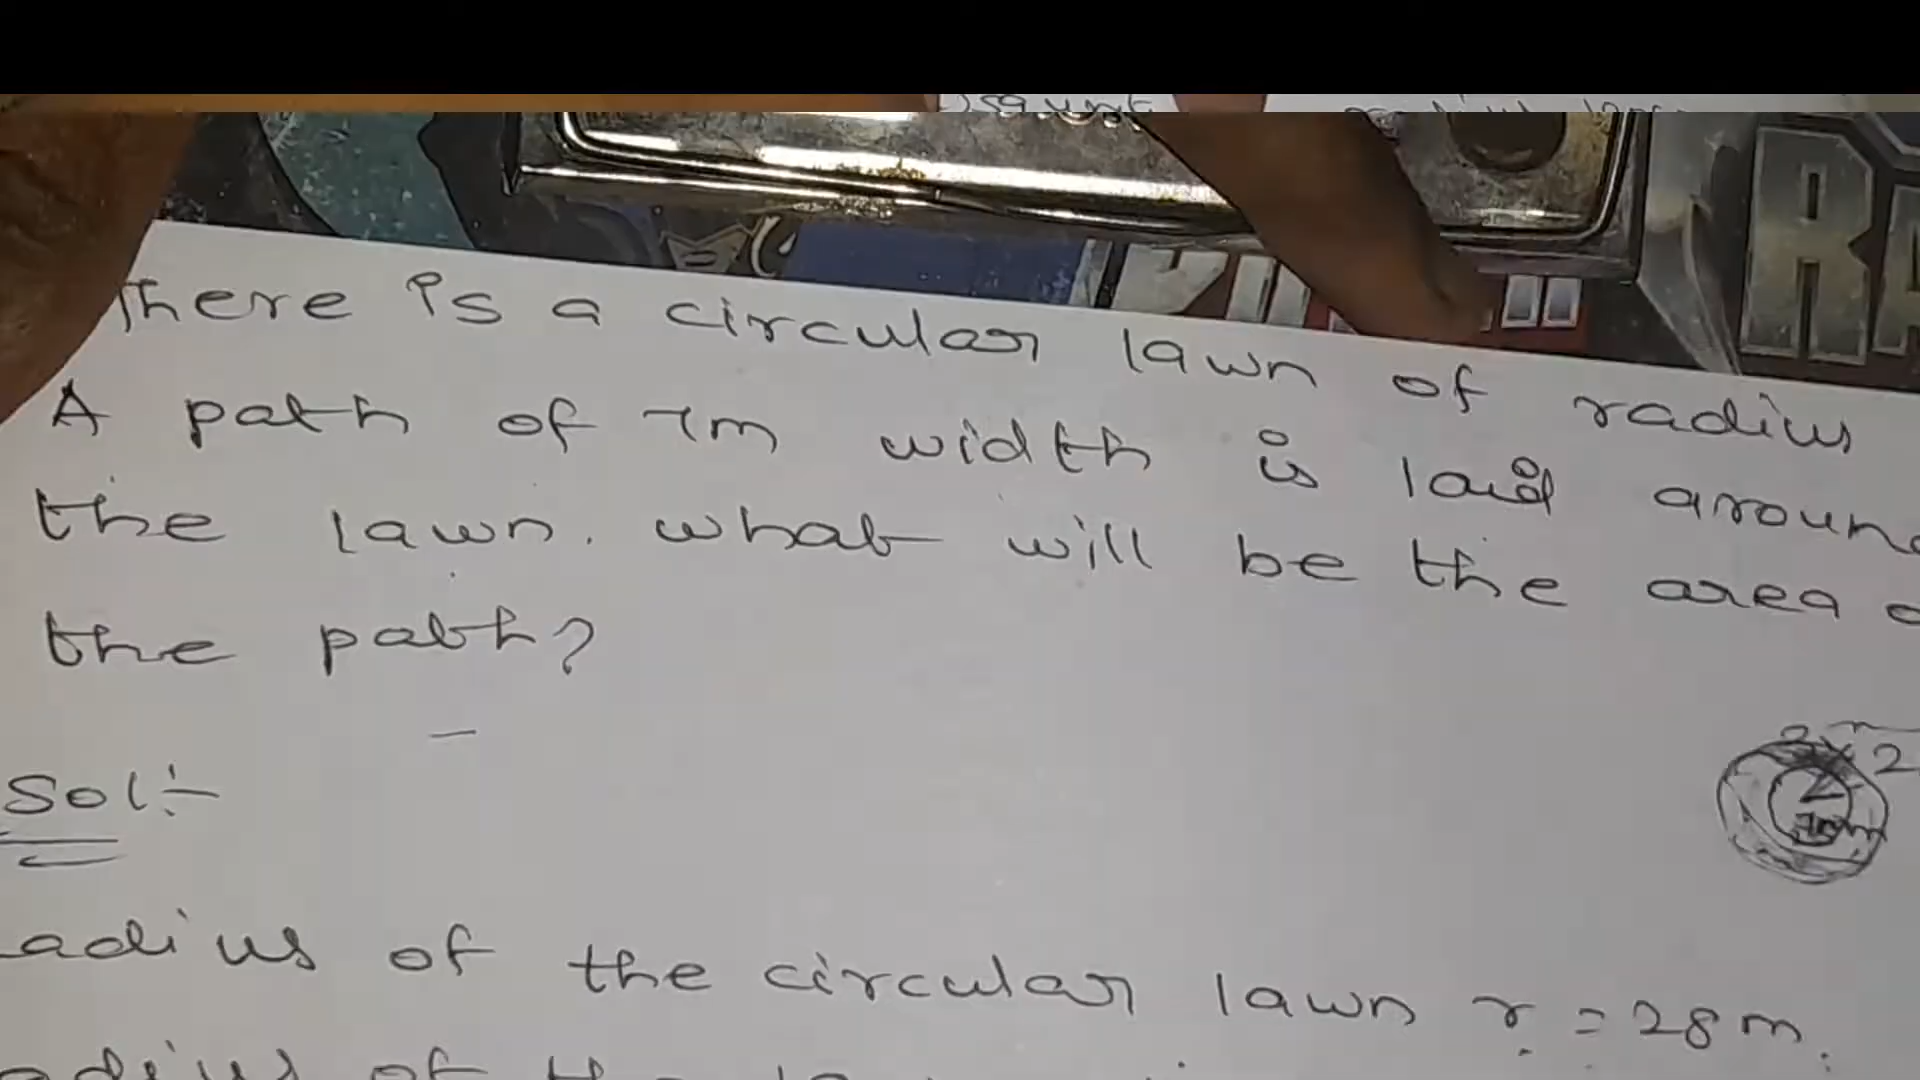 There is a circular lawn of radius
A path of 7m width is laid around
the lawn. what will be the area o
the path?
Sol:-
adius of the circular lawn r = 28m.
RA